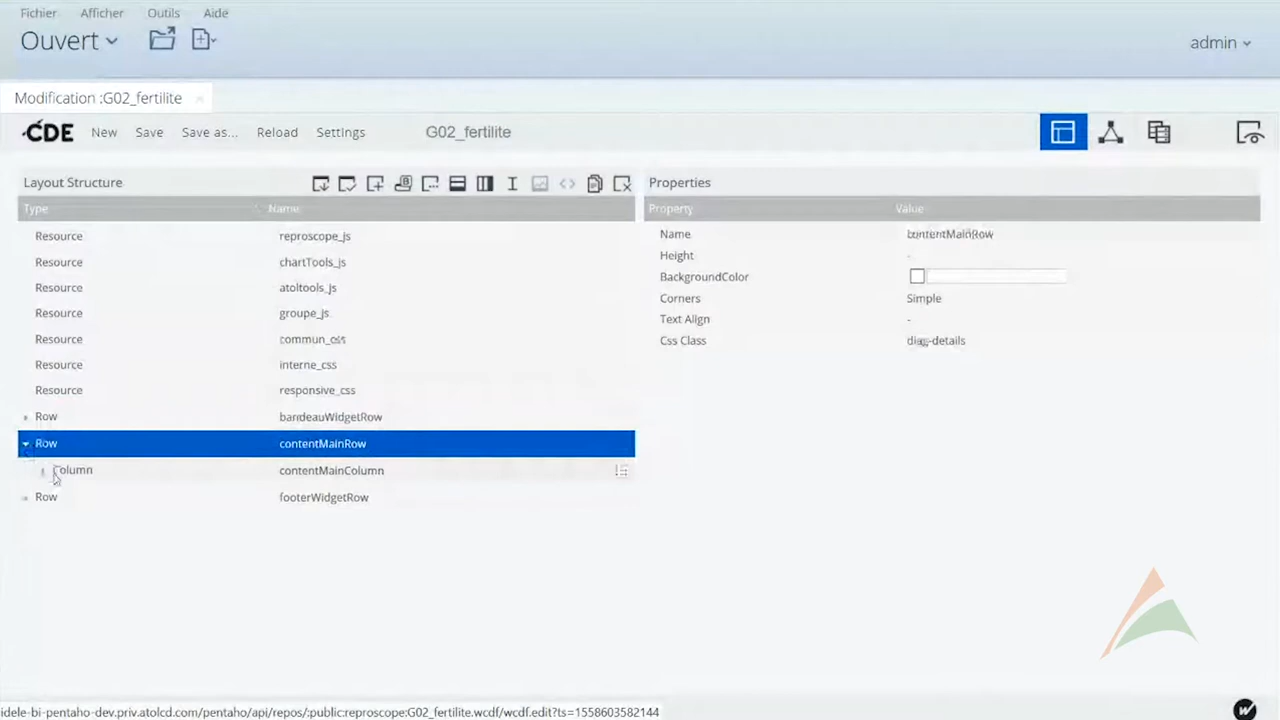 Fichier Afficher Outils Aide
Ouvert
admin
Modification :G02_fertilite
CDE New Save Save as... Reload Settings G02_fertilite
Layout Structure
Properties
Type Name
Property Value
Resource reproscope_js
Name contentMainRow
Resource chartTools_js
Height -
Resource atoltools_js
BackgroundColor
Resource groupe_js
Corners Simple
Text Align -
Resource commun_css
Css Class diag-details
Resource interne_css
Resource responsive_css
Row bandeauWidgetRow
Row contentMainRow
Column contentMainColumn
Row footerWidgetRow
idele-bi-pentaho-dev.priv.atolcd.com/pentaho/api/repos/:public:reproscope:G02_fertilite.wcdf/wcdf.edit?ts=1558603582144